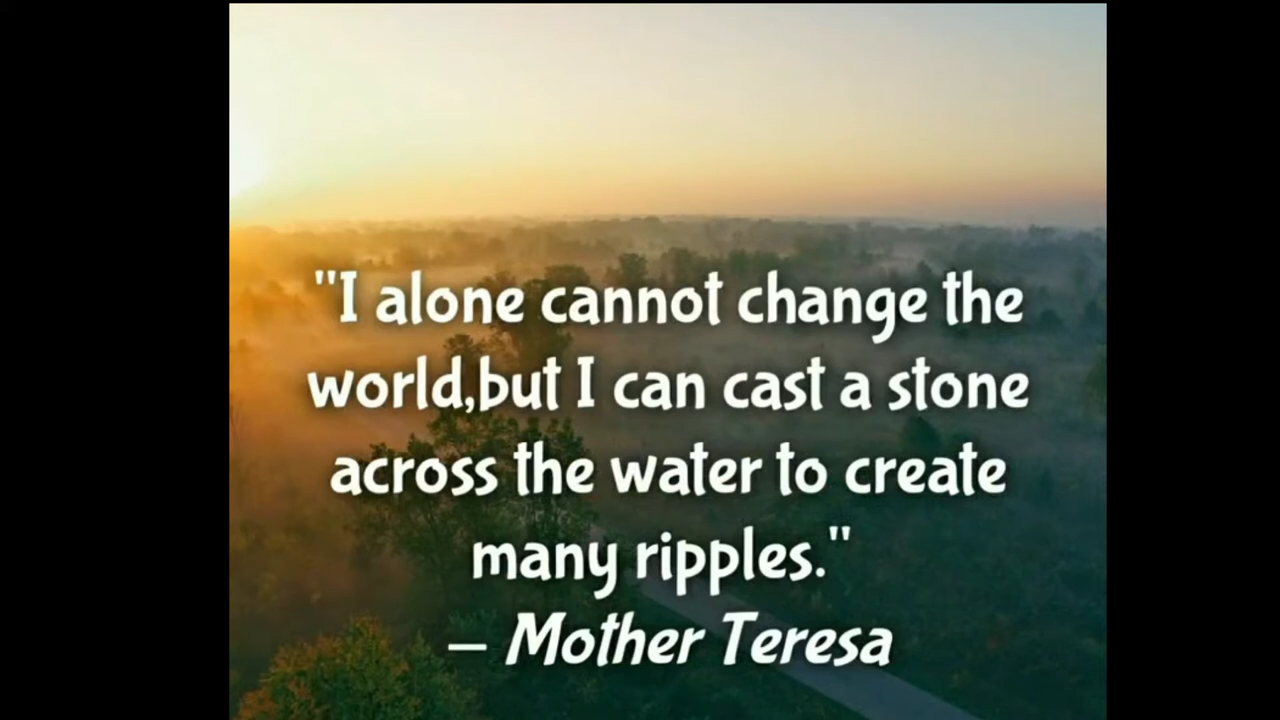 "I alone cannot change the
world,but I can cast a stone
across the water to create
many ripples."
– Mother Teresa